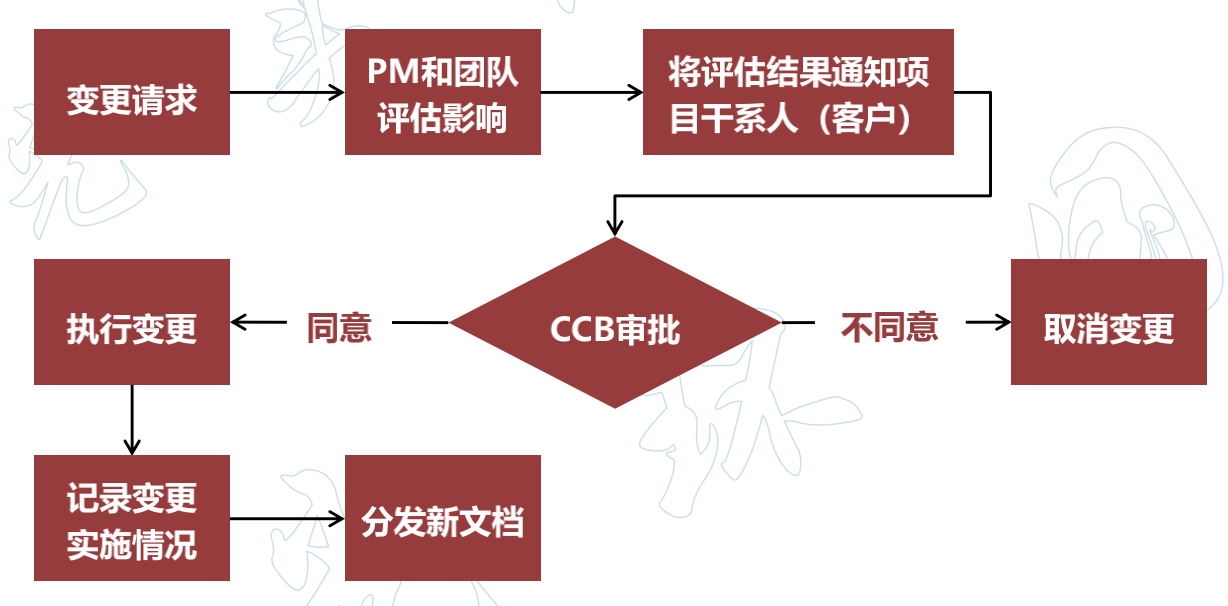 变更请求
PM和团队
评估影响
将评估结果通知项
目干系人（客户）
执行变更
同意
CCB审批
不同意
取消变更
记录变更
实施情况
分发新文档